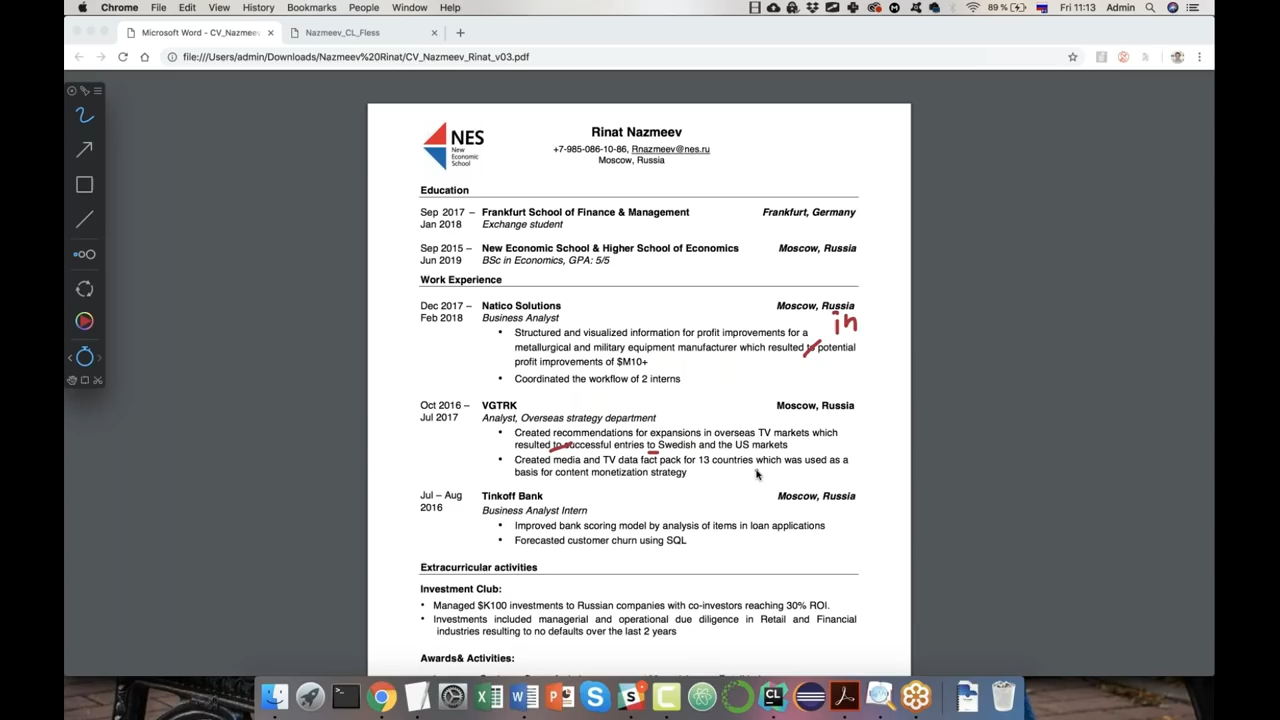 Chrome File Edit View History Bookmarks People Window Help 89 % Fri 11:13 Admin
Microsoft Word - CV_Nazmeev × Nazmeev_CL_Fless × +
file:///Users/admin/Downloads/Nazmeev%20Rinat/CV_Nazmeev_Rinat_v03.pdf
NES
New
Economic
School
Rinat Nazmeev
+7-985-086-10-86, Rnazmeev@nes.ru
Moscow, Russia
Education
Sep 2017 – Frankfurt School of Finance & Management Frankfurt, Germany
Jan 2018 Exchange student
Sep 2015 – New Economic School & Higher School of Economics Moscow, Russia
Jun 2019 BSc in Economics, GPA: 5/5
Work Experience
Dec 2017 – Natico Solutions Moscow, Russia
Feb 2018 Business Analyst
in
• Structured and visualized information for profit improvements for a
metallurgical and military equipment manufacturer which resulted to potential
profit improvements of $M10+
• Coordinated the workflow of 2 interns
Oct 2016 – VGTRK Moscow, Russia
Jul 2017 Analyst, Overseas strategy department
• Created recommendations for expansions in overseas TV markets which
resulted to successful entries to Swedish and the US markets
• Created media and TV data fact pack for 13 countries which was used as a
basis for content monetization strategy
Jul – Aug Tinkoff Bank Moscow, Russia
2016 Business Analyst Intern
• Improved bank scoring model by analysis of items in loan applications
• Forecasted customer churn using SQL
Extracurricular activities
Investment Club:
• Managed $K100 investments to Russian companies with co-investors reaching 30% ROI.
• Investments included managerial and operational due diligence in Retail and Financial
industries resulting to no defaults over the last 2 years
Awards& Activities: